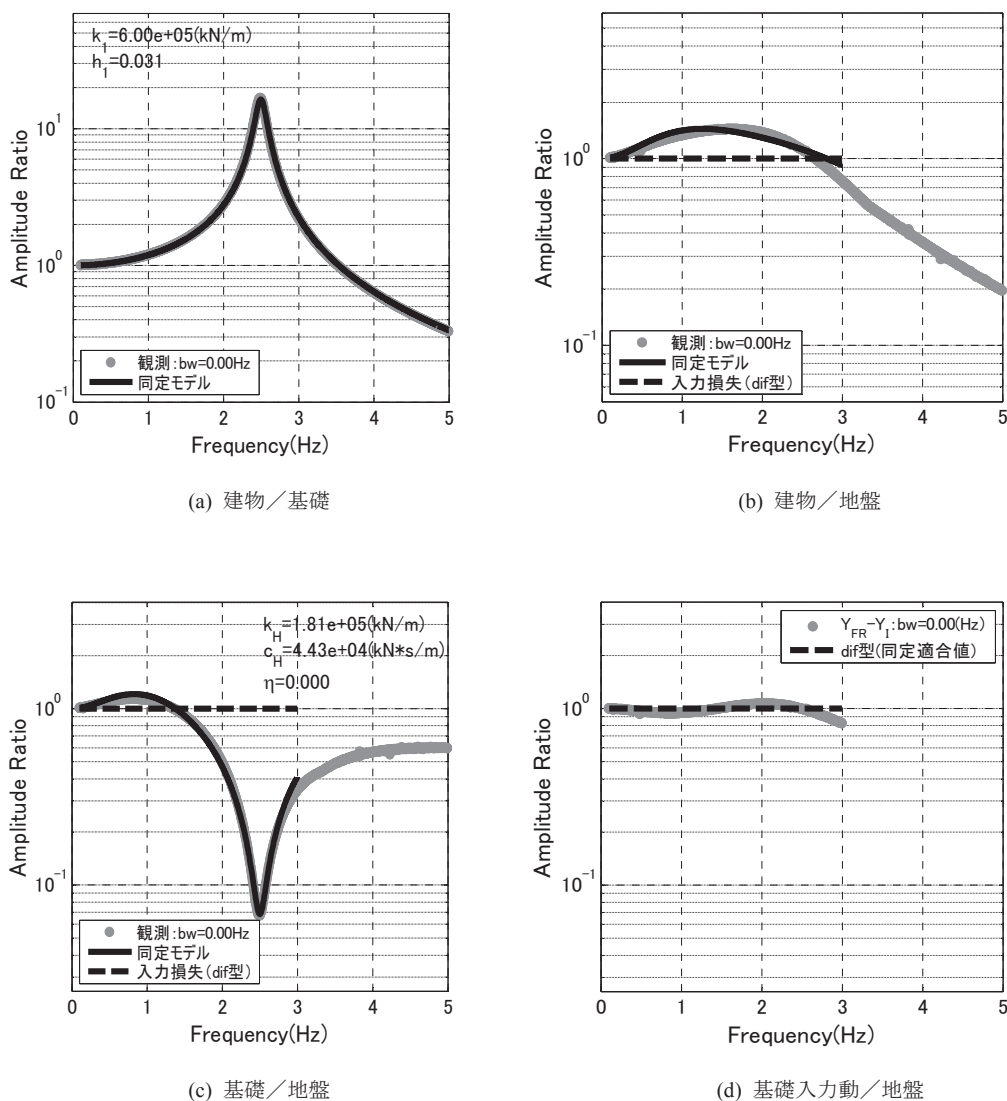 k1=6.00e+05(kN/m)
h1=0.031
Amplitude Ratio
10^1
10^0
10^-1
観測:bw=0.00Hz
同定モデル
0 1 2 3 4 5
Frequency(Hz)
(a) 建物／基礎
Amplitude Ratio
10^0
10^-1
観測:bw=0.00Hz
同定モデル
入力損失(dif型)
0 1 2 3 4 5
Frequency(Hz)
(b) 建物／地盤
kH=1.81e+05(kN/m)
cH=4.43e+04(kN*s/m)
η=0.000
Amplitude Ratio
10^0
10^-1
観測:bw=0.00Hz
同定モデル
入力損失(dif型)
0 1 2 3 4 5
Frequency(Hz)
(c) 基礎／地盤
YFR-YI:bw=0.00(Hz)
dif型(同定適合値)
Amplitude Ratio
10^0
10^-1
0 1 2 3 4 5
Frequency(Hz)
(d) 基礎入力動／地盤